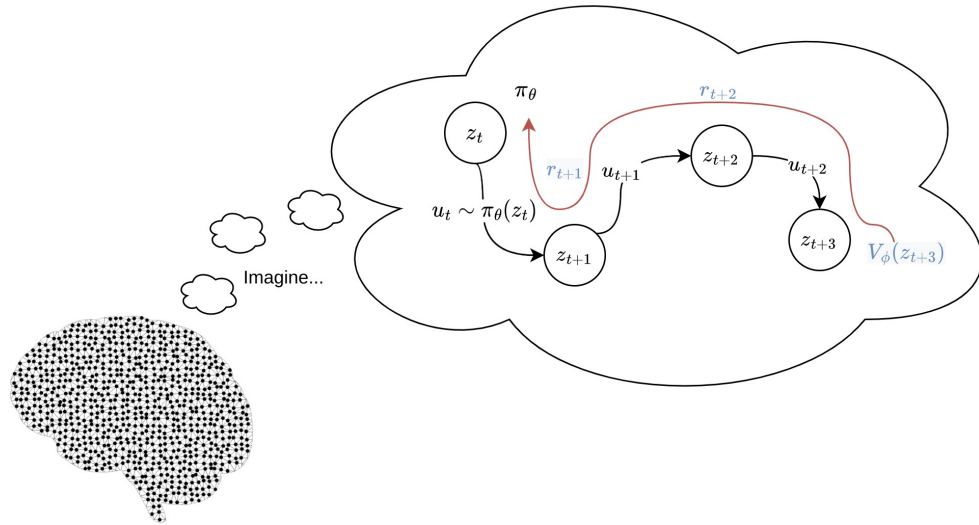 π_θ
r_{t+2}
z_t
r_{t+1}
u_{t+1}
z_{t+2}
u_{t+2}
u_t ∼ π_θ(z_t)
z_{t+1}
z_{t+3}
V_ϕ(z_{t+3})
Imagine...